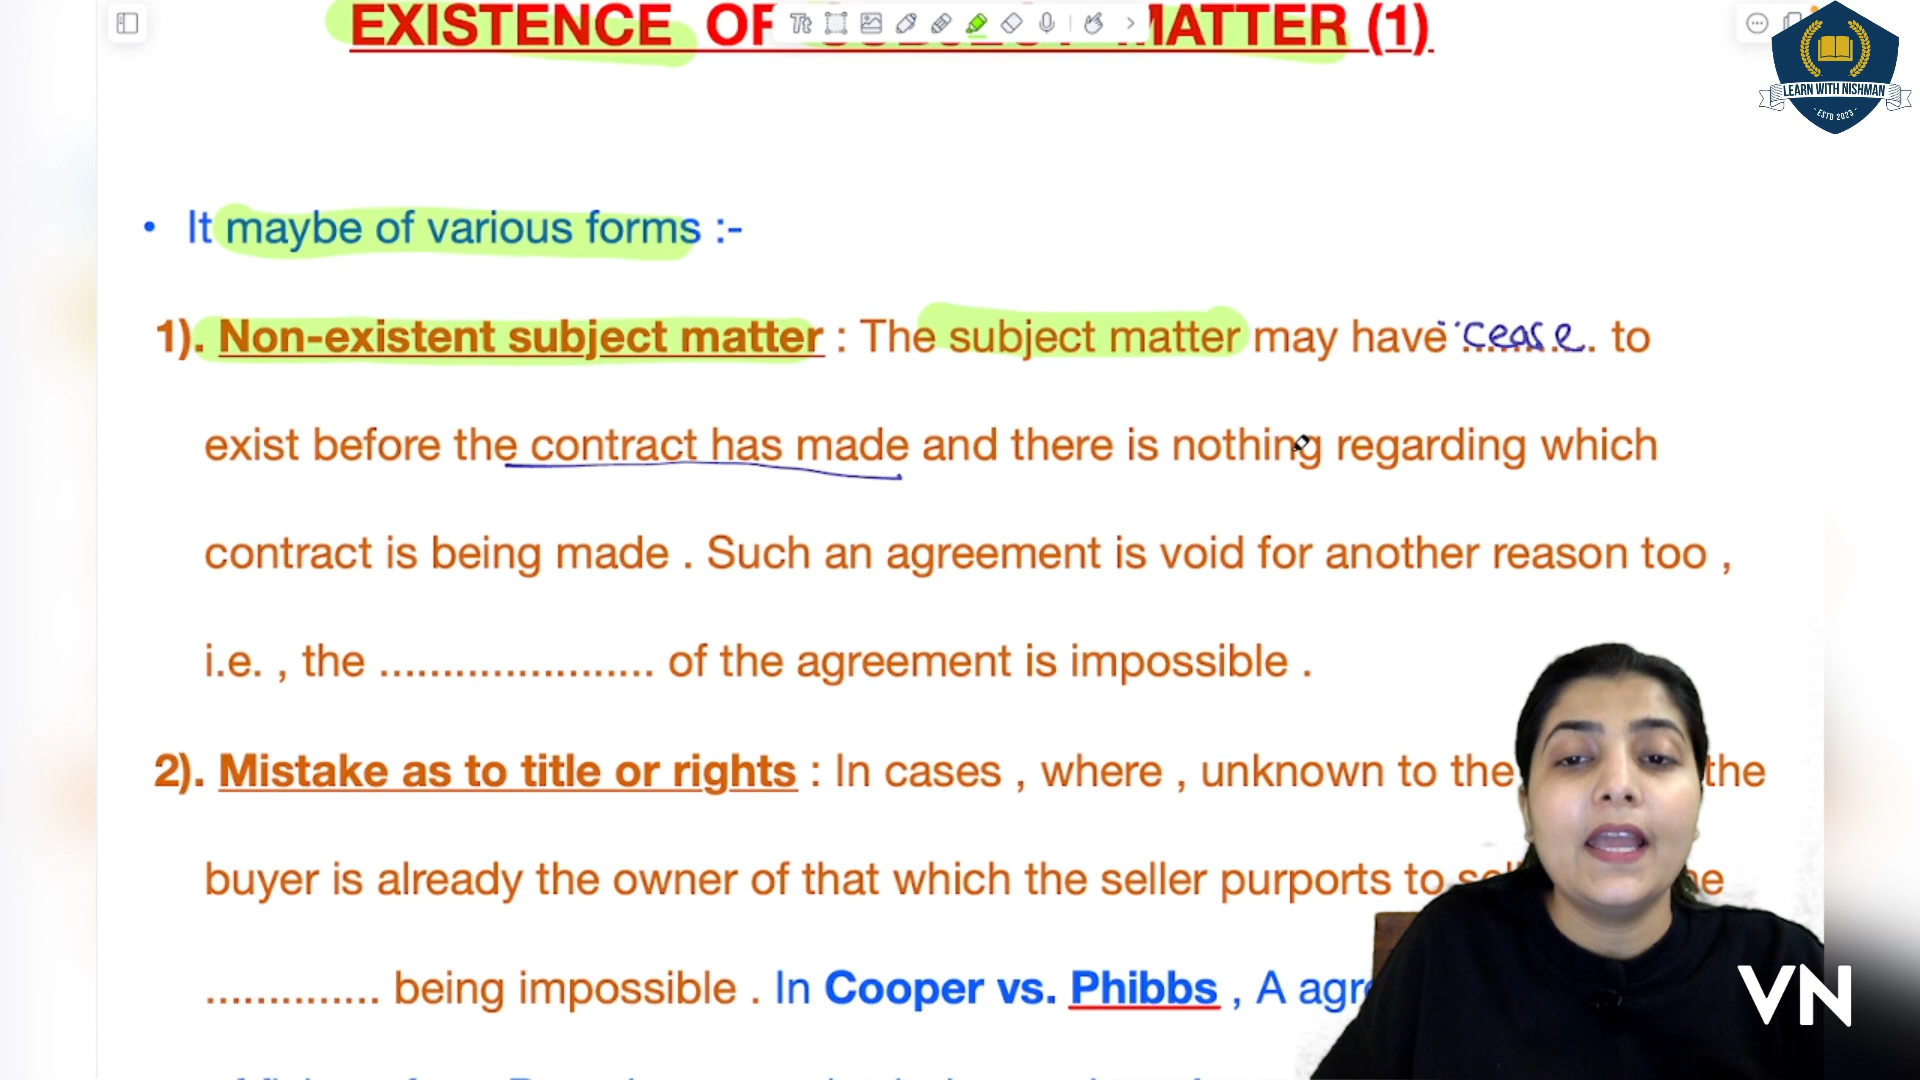 EXISTENCE OF MATTER (1)
LEARN WITH NISHMAN
ESTD 2023
• It maybe of various forms :-
1). Non-existent subject matter : The subject matter may have cease to
exist before the contract has made and there is nothing regarding which
contract is being made . Such an agreement is void for another reason too ,
i.e. , the ...................... of the agreement is impossible .
2). Mistake as to title or rights : In cases , where , unknown to the the
buyer is already the owner of that which the seller purports to
.............. being impossible . In Cooper vs. Phibbs , A
VN